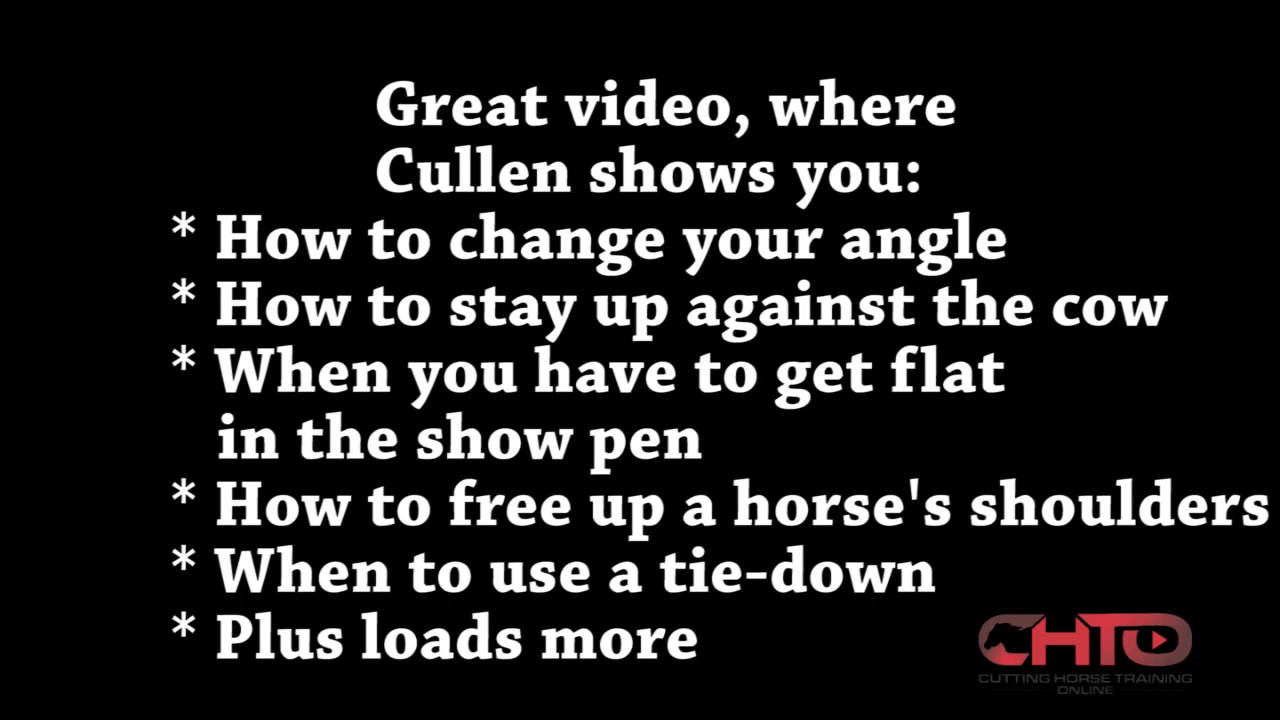 Great video, where
Cullen shows you:
* How to change your angle
* How to stay up against the cow
* When you have to get flat
in the show pen
* How to free up a horse's shoulders
* When to use a tie-down
* Plus loads more
CHTO
CUTTING HORSE TRAINING
ONLINE